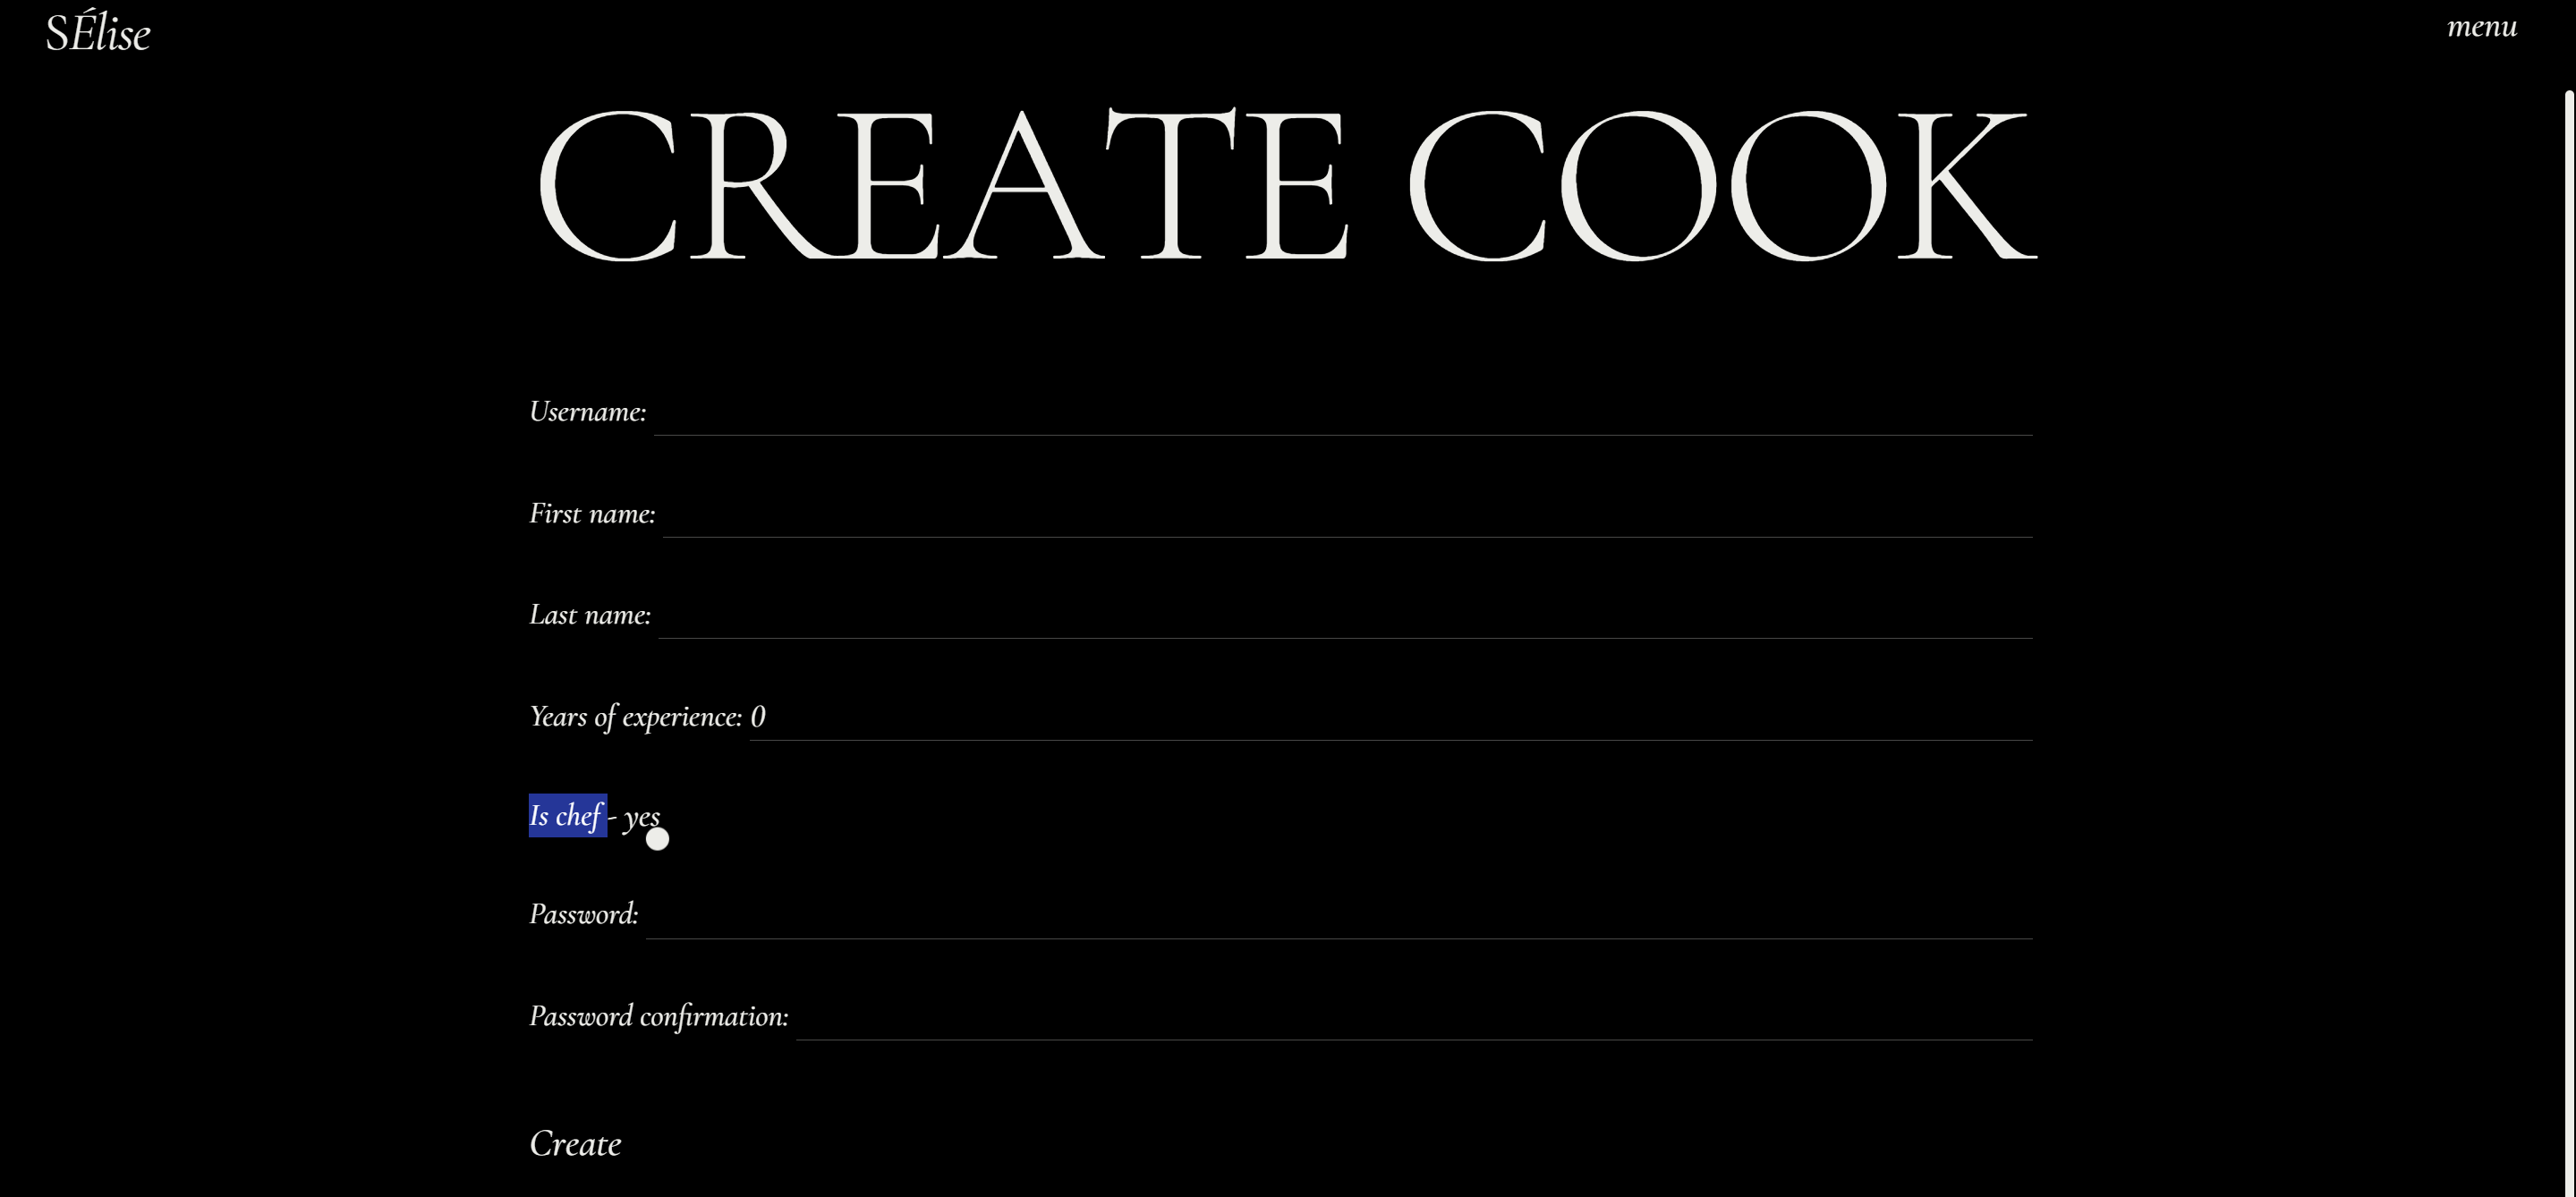 SÉlise
menu
CREATE COOK
Username:
First name:
Last name:
Years of experience: 0
Is chef - yes
Password:
Password confirmation:
Create